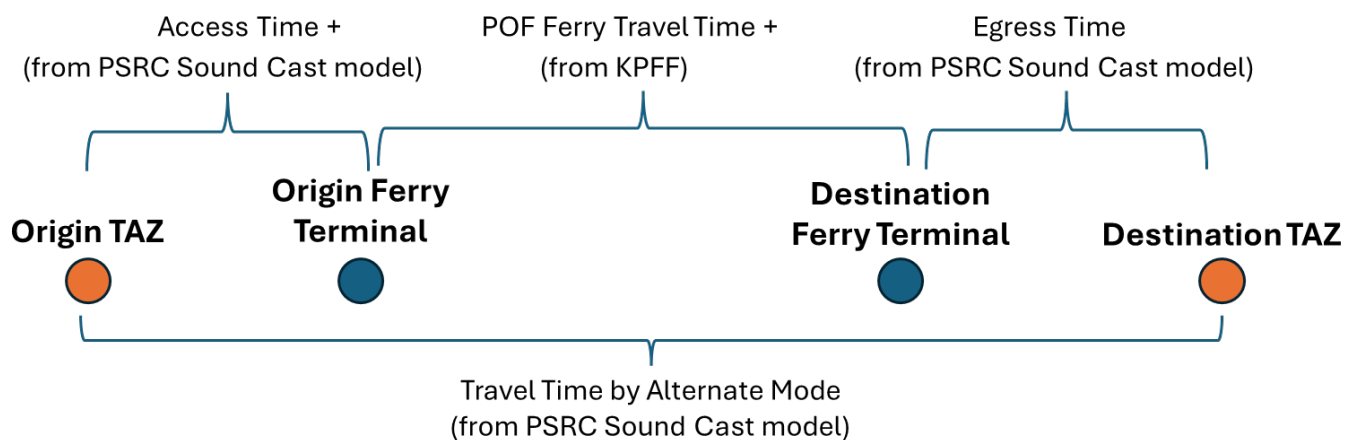 Access Time +
(from PSRC Sound Cast model)
POF Ferry Travel Time +
(from KPFF)
Egress Time
(from PSRC Sound Cast model)
Origin TAZ
Origin Ferry
Terminal
Destination
Ferry Terminal
Destination TAZ
Travel Time by Alternate Mode
(from PSRC Sound Cast model)